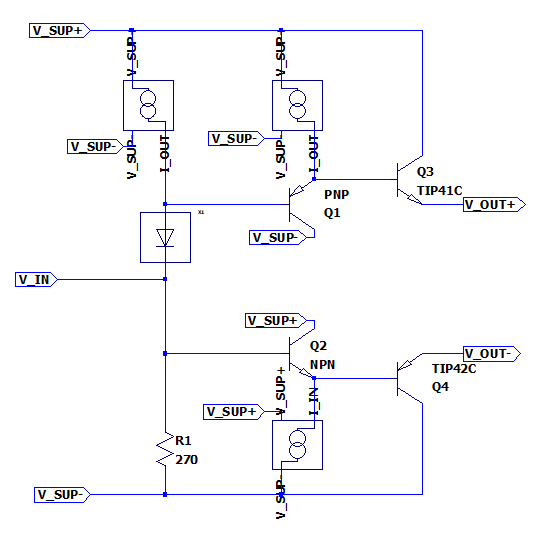 V_SUP+
V_SUP-
V_SUP-
V_SUP-
V_SUP-
V_SUP-
V_SUP-
I_OUT
I_OUT
Q3
TIP41C
V_OUT+
PNP
Q1
X1
V_SUP-
V_IN
V_SUP+
Q2
NPN
V_OUT-
TIP42C
Q4
V_SUP+
V_SUP+
I_IN
R1
270
V_SUP-
V_SUP-